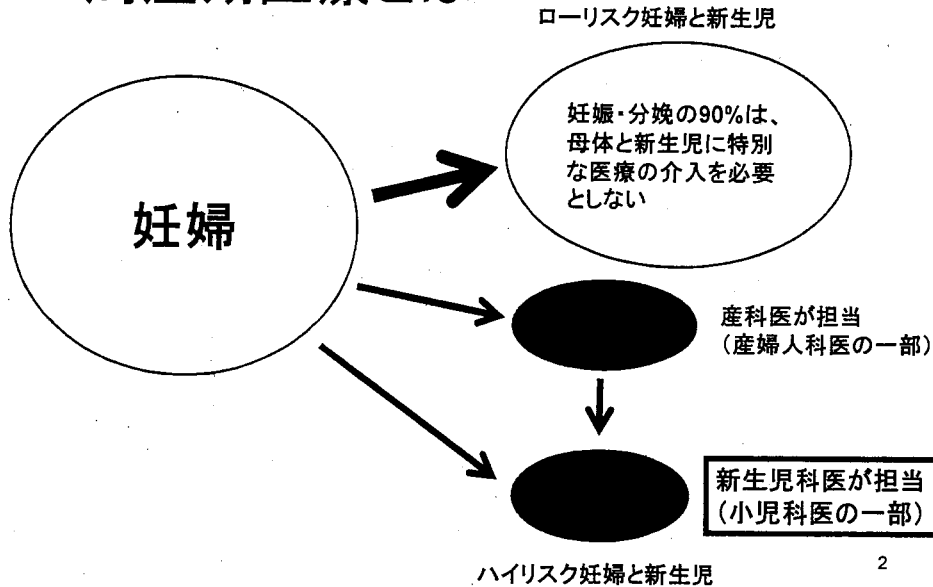 ローリスク妊婦と新生児
妊娠・分娩の90%は、
母体と新生児に特別
な医療の介入を必要
としない
妊婦
産科医が担当
(産婦人科医の一部)
新生児科医が担当
(小児科医の一部)
ハイリスク妊婦と新生児
2